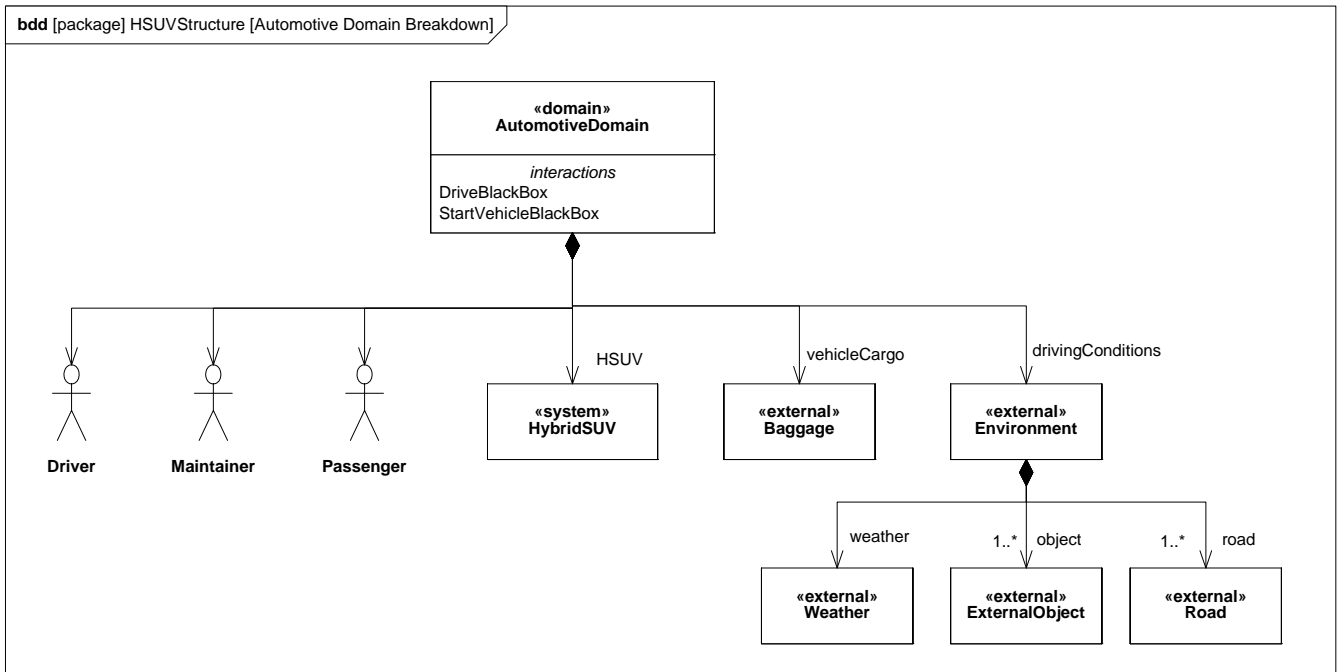 bdd [package] HSUVStructure [Automotive Domain Breakdown]
«domain»
AutomotiveDomain
interactions
DriveBlackBox
StartVehicleBlackBox
HSUV
vehicleCargo
drivingConditions
«system»
HybridSUV
«external»
Baggage
«external»
Environment
Driver
Maintainer
Passenger
weather
1..* object
1..* road
«external»
Weather
«external»
ExternalObject
«external»
Road